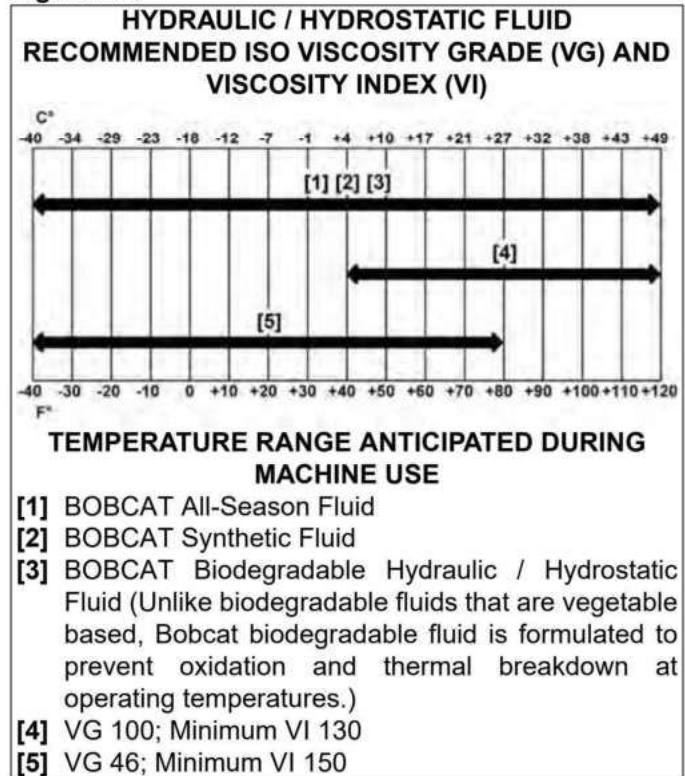 HYDRAULIC / HYDROSTATIC FLUID
RECOMMENDED ISO VISCOSITY GRADE (VG) AND
VISCOSITY INDEX (VI)
C°
-40 -34 -29 -23 -18 -12 -7 -1 +4 +10 +17 +21 +27 +32 +38 +43 +49
[1] [2] [3]
[4]
[5]
-40 -30 -20 -10 0 +10 +20 +30 +40 +50 +60 +70 +80 +90 +100 +110 +120
F°
TEMPERATURE RANGE ANTICIPATED DURING
MACHINE USE
[1] BOBCAT All-Season Fluid
[2] BOBCAT Synthetic Fluid
[3] BOBCAT Biodegradable Hydraulic / Hydrostatic
Fluid (Unlike biodegradable fluids that are vegetable
based, Bobcat biodegradable fluid is formulated to
prevent oxidation and thermal breakdown at
operating temperatures.)
[4] VG 100; Minimum VI 130
[5] VG 46; Minimum VI 150